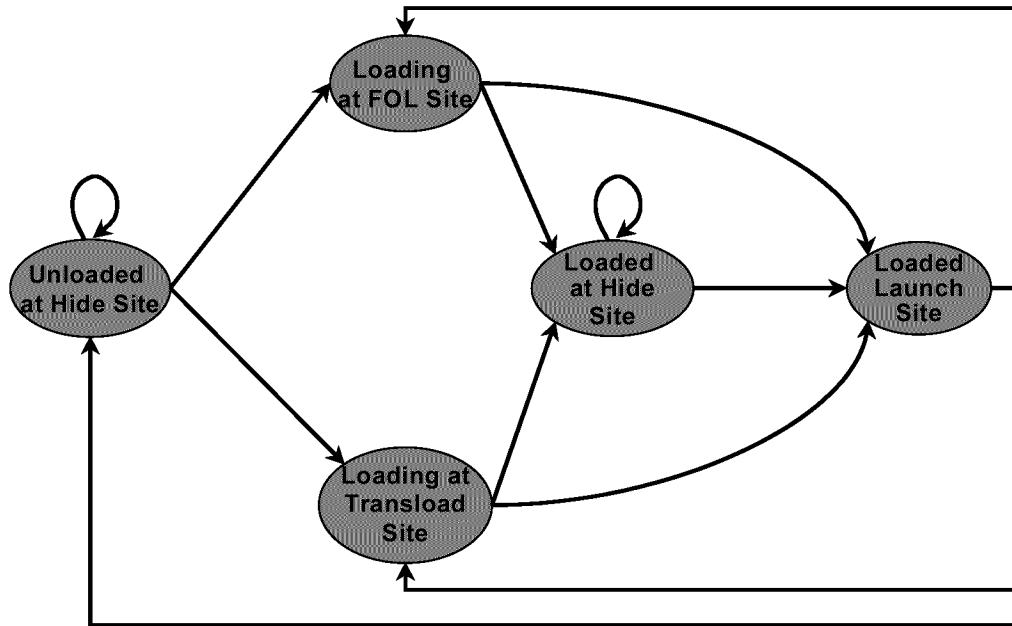 Loading
at FOL Site
Unloaded
at Hide Site
Loaded
at Hide
Site
Loaded
Launch
Site
Loading at
Transload
Site